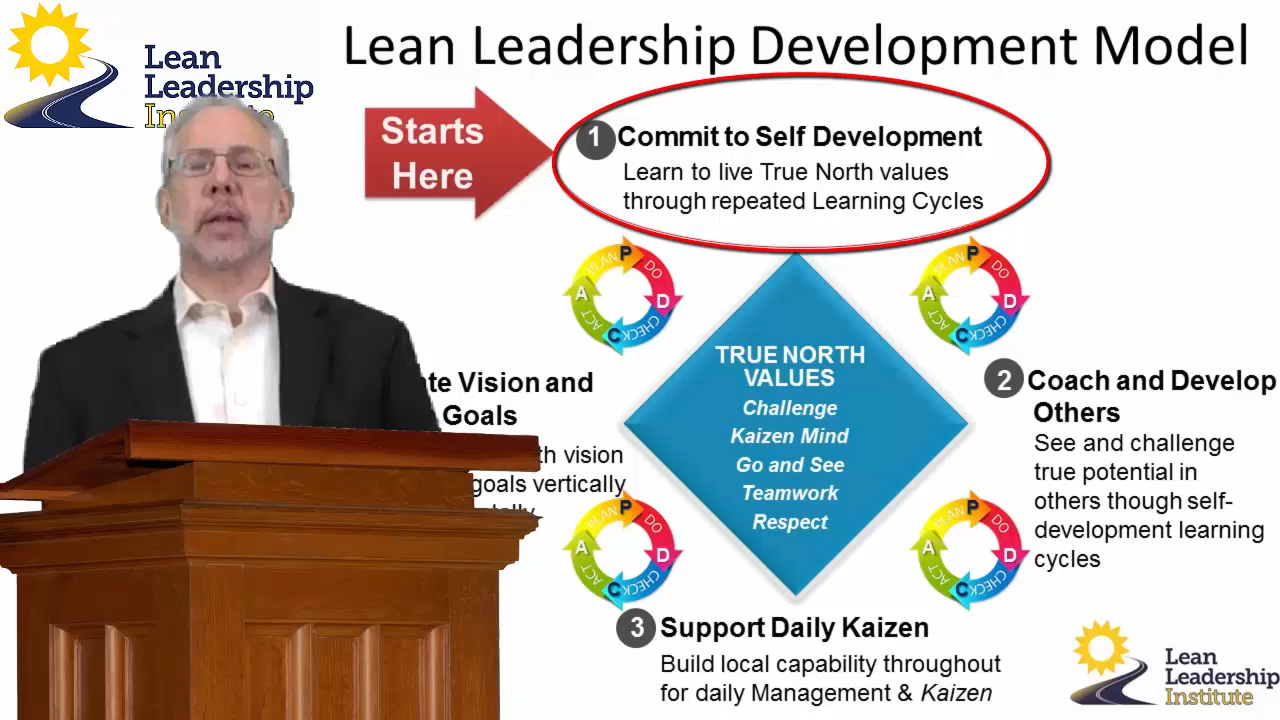 Lean
Leadership
Institute
Lean Leadership Development Model
Starts
Here
1 Commit to Self Development
Learn to live True North values
through repeated Learning Cycles
PLAN P
DO D
CHECK C
ACT A
PLAN P
DO D
CHECK C
ACT A
TRUE NORTH
VALUES
Challenge
Kaizen Mind
Go and See
Teamwork
Respect
Vision and
Goals
vision
goals vertically
2 Coach and Develop
Others
See and challenge
true potential in
others though self-
development learning
cycles
PLAN P
DO D
CHECK C
ACT A
PLAN P
DO D
CHECK C
ACT A
3 Support Daily Kaizen
Build local capability throughout
for daily Management & Kaizen
Lean
Leadership
Institute